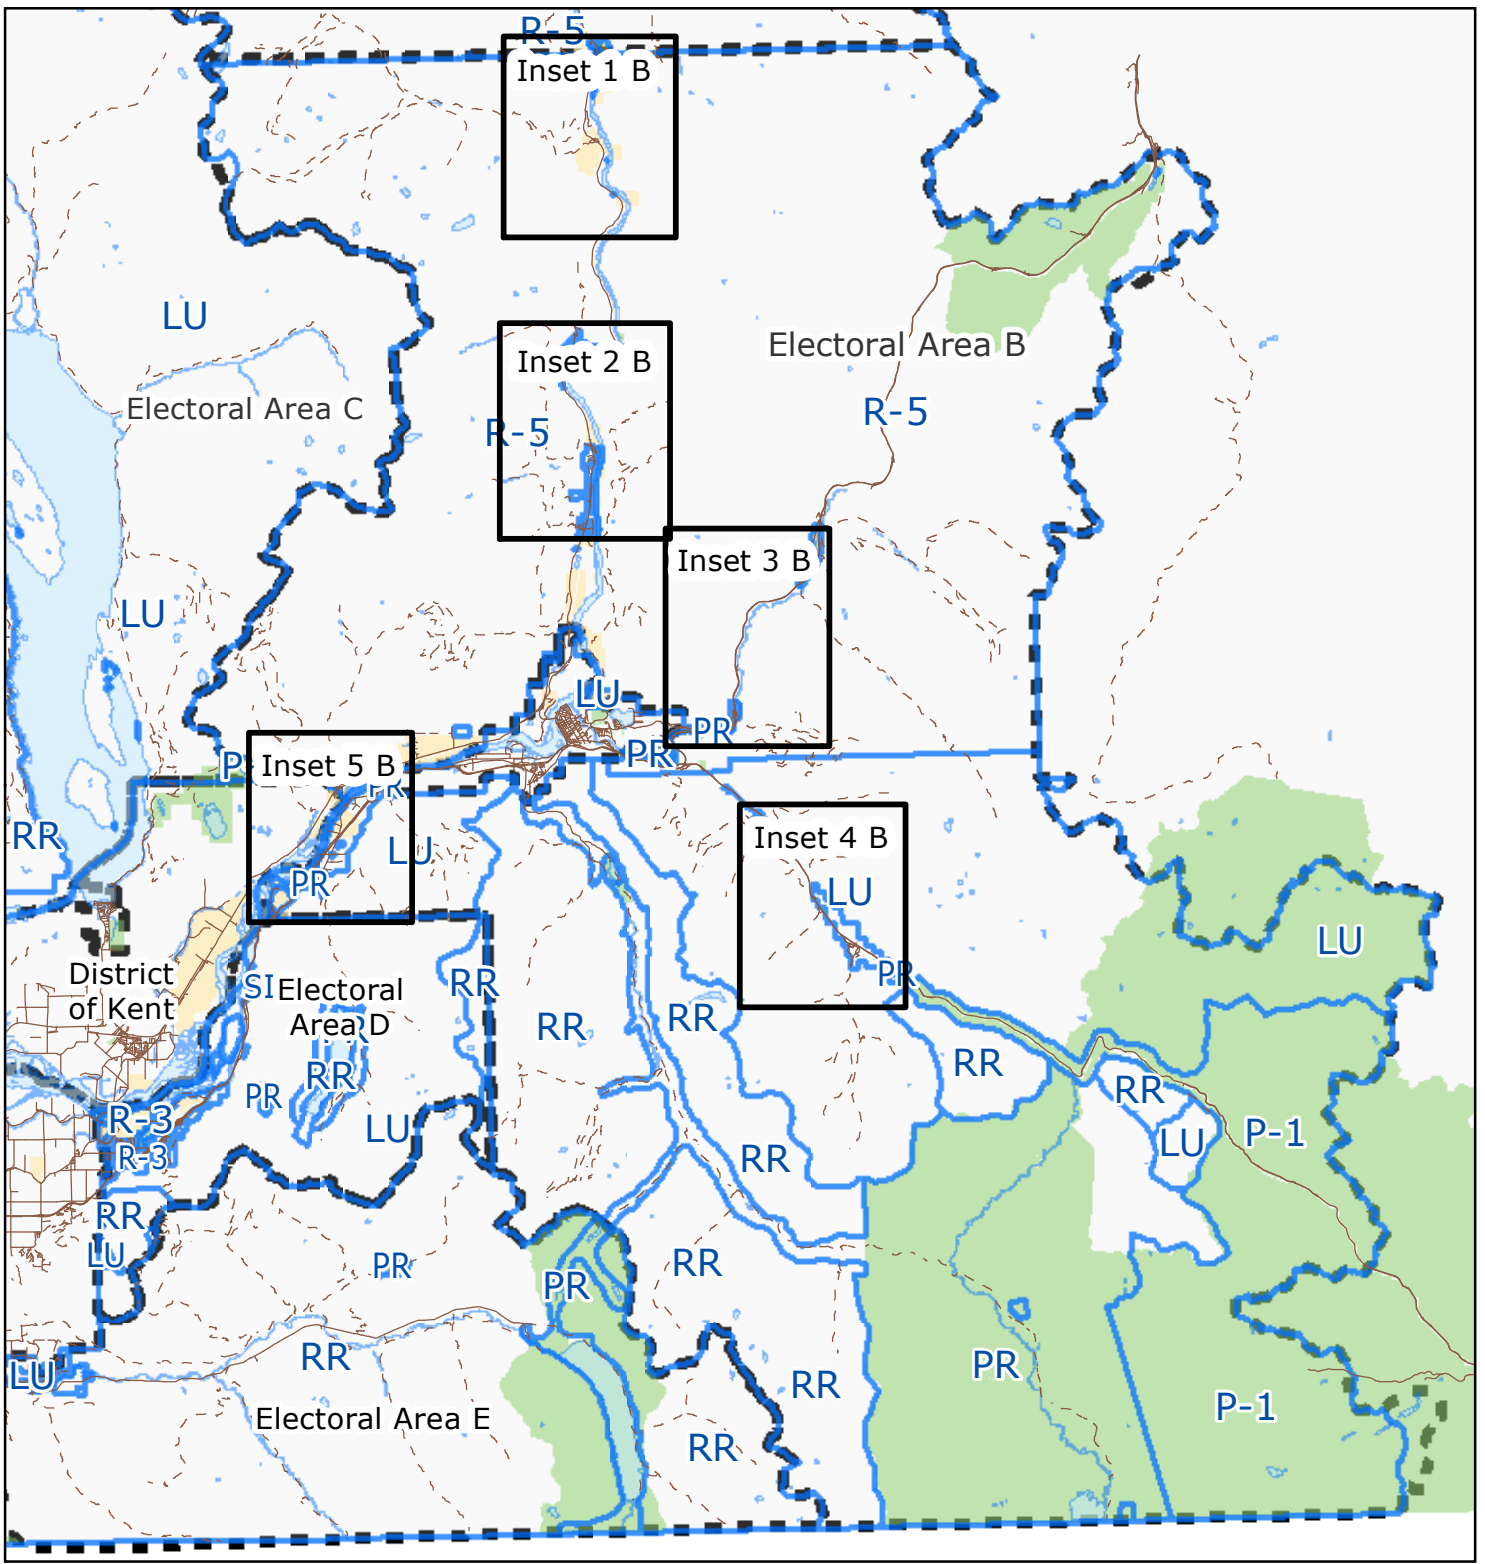 R-5
Inset 1 B
LU
Inset 2 B
Electoral Area B
Electoral Area C
R-5
R-5
Inset 3 B
LU
LU
PR
PR
Inset 5 B
PR
RR
LU
Inset 4 B
PR
LU
LU
District
of Kent
SI
Electoral
Area D
RR
PR
RR
RR
RR
RR
PR
RR
PR
R-3
R-3
LU
RR
LU
P-1
RR
LU
RR
PR
PR
RR
RR
LU
RR
PR
P-1
Electoral Area E
RR